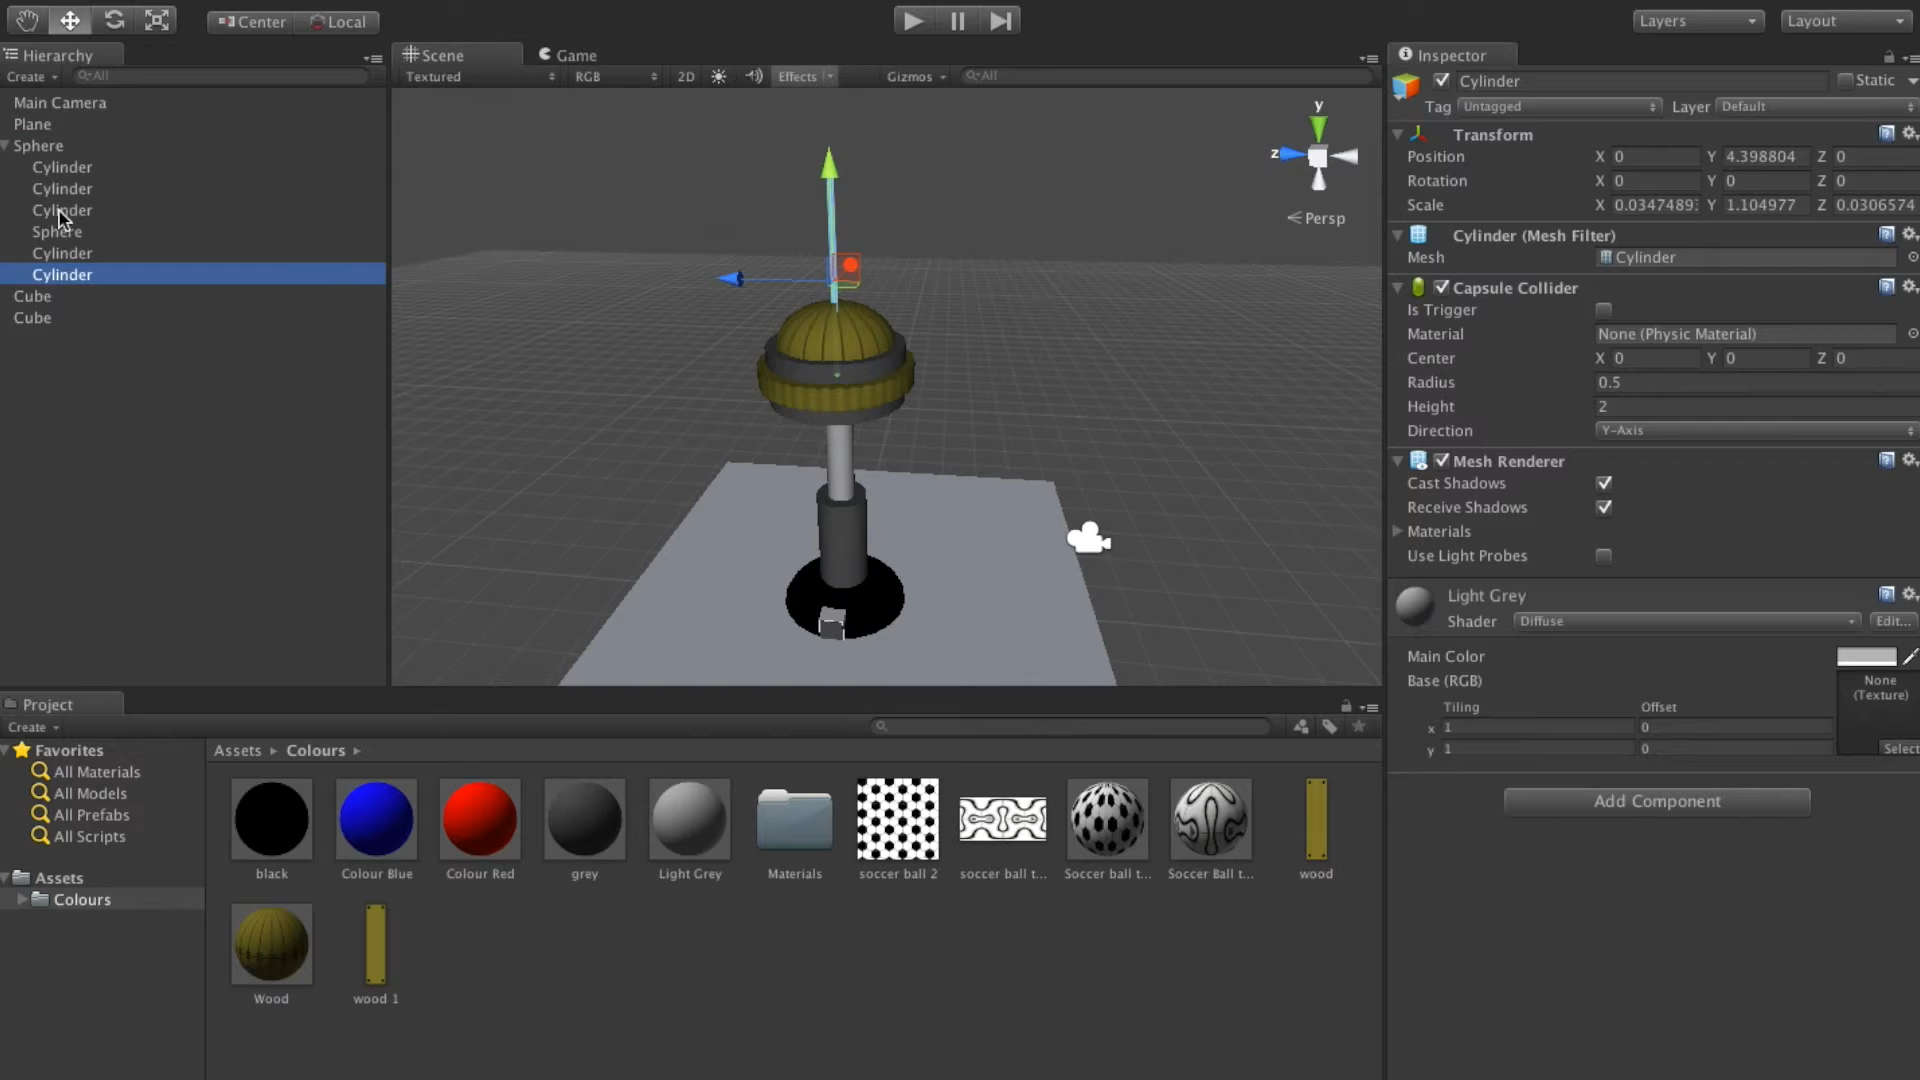 Center Local
Layers Layout
Hierarchy
Create All
Main Camera
Plane
Sphere
Cylinder
Cylinder
Cylinder
Sphere
Cylinder
Cylinder
Cube
Cube
Scene Game
Textured RGB 2D Effects Gizmos All
y
z
Persp
Inspector
Cylinder Static
Tag Untagged Layer Default
Transform
Position X 0 Y 4.398804 Z 0
Rotation X 0 Y 0 Z 0
Scale X 0.0347489: Y 1.104977 Z 0.0306574
Cylinder (Mesh Filter)
Mesh Cylinder
Capsule Collider
Is Trigger
Material None (Physic Material)
Center X 0 Y 0 Z 0
Radius 0.5
Height 2
Direction Y-Axis
Mesh Renderer
Cast Shadows
Receive Shadows
Materials
Use Light Probes
Light Grey
Shader Diffuse Edit...
Main Color
Base (RGB) None
(Texture)
Tiling Offset
x 1 0
y 1 0
Select
Add Component
Project
Create
Favorites
All Materials
All Models
All Prefabs
All Scripts
Assets
Colours
Assets Colours
black Colour Blue Colour Red grey Light Grey Materials soccer ball 2 soccer ball t... Soccer ball t... Soccer Ball t... wood
Wood wood 1